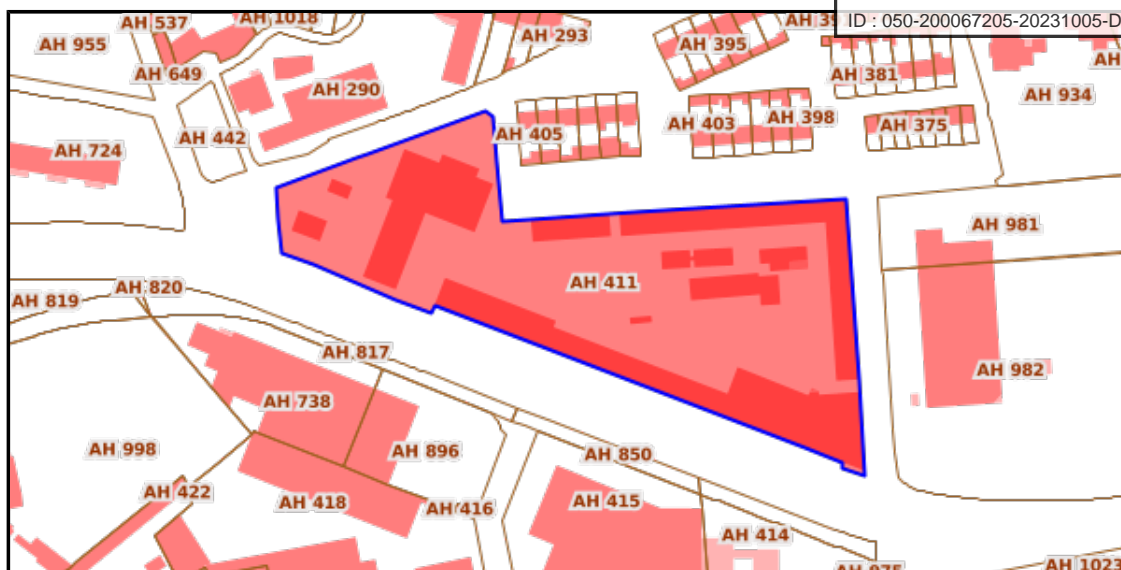 ID : 050-200067205-20231005-D
AH 537
AH 1018
AH 955
AH 293
AH 395
AH
AH 649
AH 381
AH 290
AH 934
AH 442
AH 405
AH 403
AH 398
AH 375
AH 724
AH 981
AH 411
AH 820
AH 819
AH 817
AH 982
AH 738
AH 998
AH 896
AH 850
AH 422
AH 418
AH 416
AH 415
AH 414
AH 1023